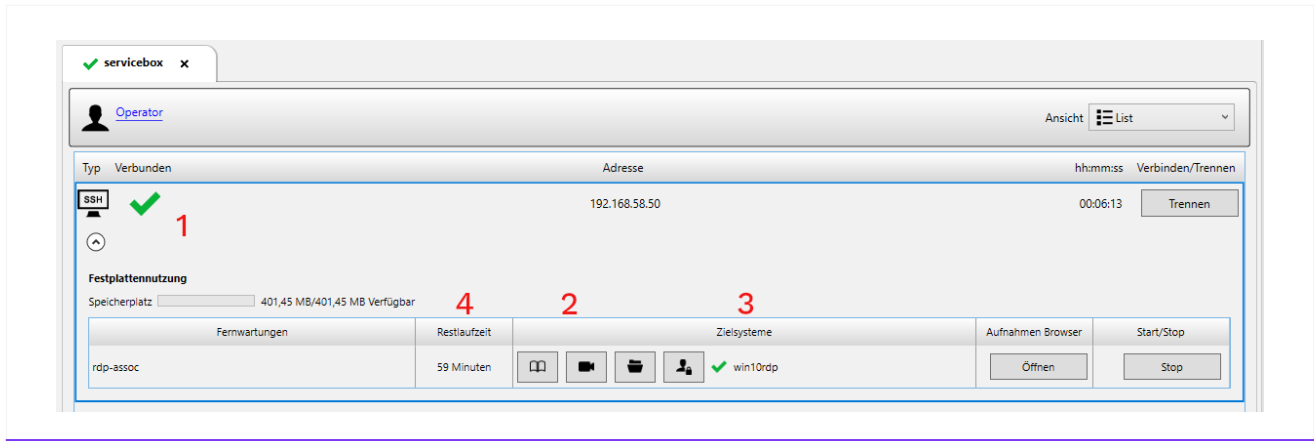 servicebox x
Operator
Ansicht List
Typ Verbunden Adresse hh:mm:ss Verbinden/Trennen
SSH 192.168.58.50 00:06:13 Trennen
1
Festplattennutzung
Speicherplatz 401,45 MB/401,45 MB Verfügbar
4 2 3
Fernwartungen Restlaufzeit Zielsysteme Aufnahmen Browser Start/Stop
rdp-assoc 59 Minuten win10rdp Öffnen Stop